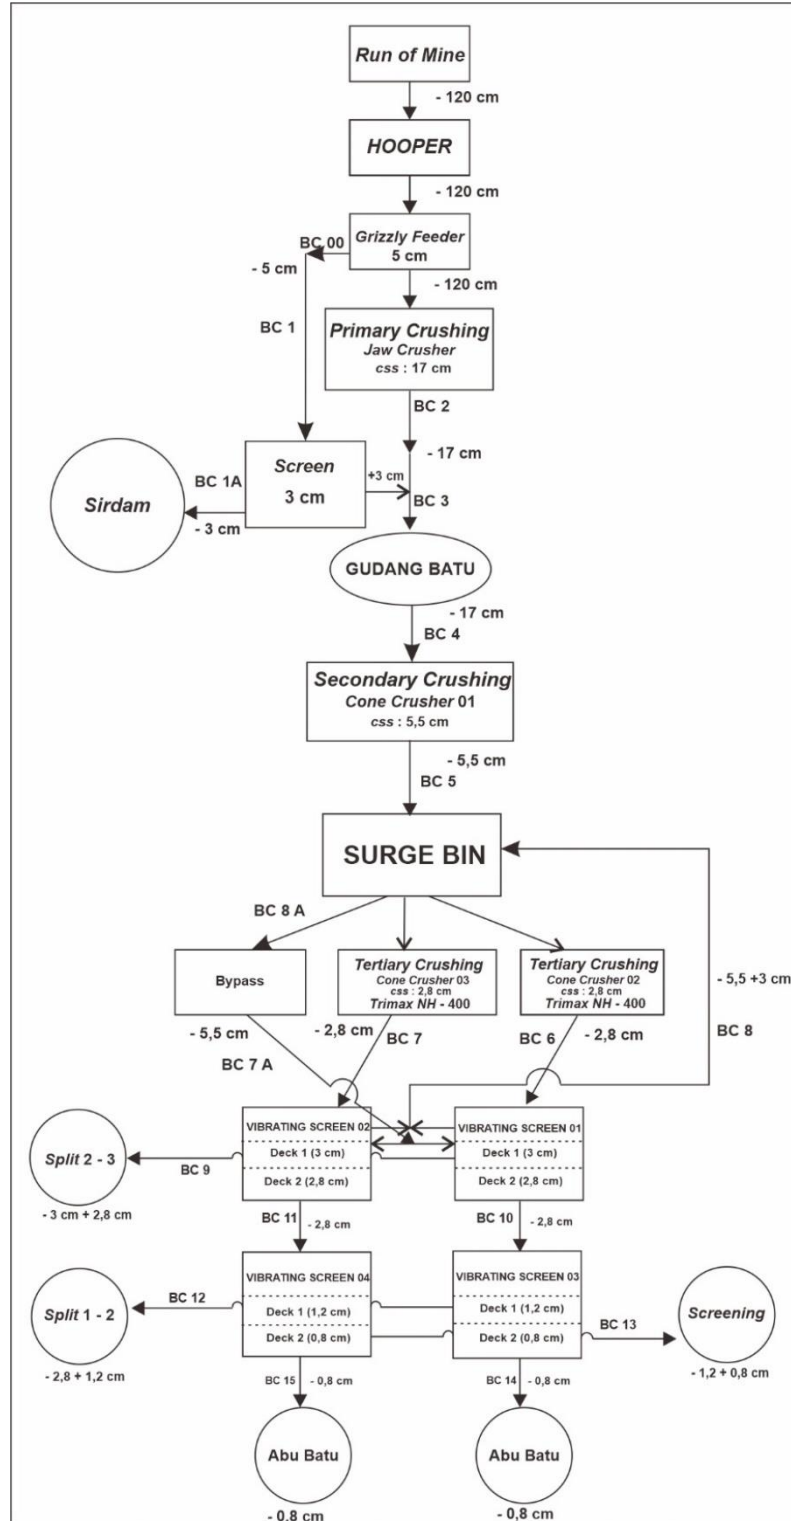 Run of Mine
- 120 cm
HOOPER
- 120 cm
Grizzly Feeder
5 cm
BC 00
- 5 cm
- 120 cm
BC 1
Primary Crushing
Jaw Crusher
css : 17 cm
BC 2
- 17 cm
Screen
3 cm
+3 cm
BC 1A
- 3 cm
Sirdam
BC 3
GUDANG BATU
- 17 cm
BC 4
Secondary Crushing
Cone Crusher 01
css : 5,5 cm
- 5,5 cm
BC 5
SURGE BIN
BC 8 A
Bypass
Tertiary Crushing
Cone Crusher 03
css : 2,8 cm
Trimax NH - 400
Tertiary Crushing
Cone Crusher 02
css : 2,8 cm
Trimax NH - 400
- 5,5 +3 cm
BC 8
- 5,5 cm
BC 7 A
- 2,8 cm
BC 7
BC 6
- 2,8 cm
VIBRATING SCREEN 02
Deck 1 (3 cm)
Deck 2 (2,8 cm)
VIBRATING SCREEN 01
Deck 1 (3 cm)
Deck 2 (2,8 cm)
Split 2 - 3
BC 9
- 3 cm + 2,8 cm
BC 11
- 2,8 cm
BC 10
- 2,8 cm
VIBRATING SCREEN 04
Deck 1 (1,2 cm)
Deck 2 (0,8 cm)
VIBRATING SCREEN 03
Deck 1 (1,2 cm)
Deck 2 (0,8 cm)
Split 1 - 2
BC 12
- 2,8 + 1,2 cm
BC 13
Screening
- 1,2 + 0,8 cm
BC 15
- 0,8 cm
BC 14
- 0,8 cm
Abu Batu
- 0,8 cm
Abu Batu
- 0,8 cm